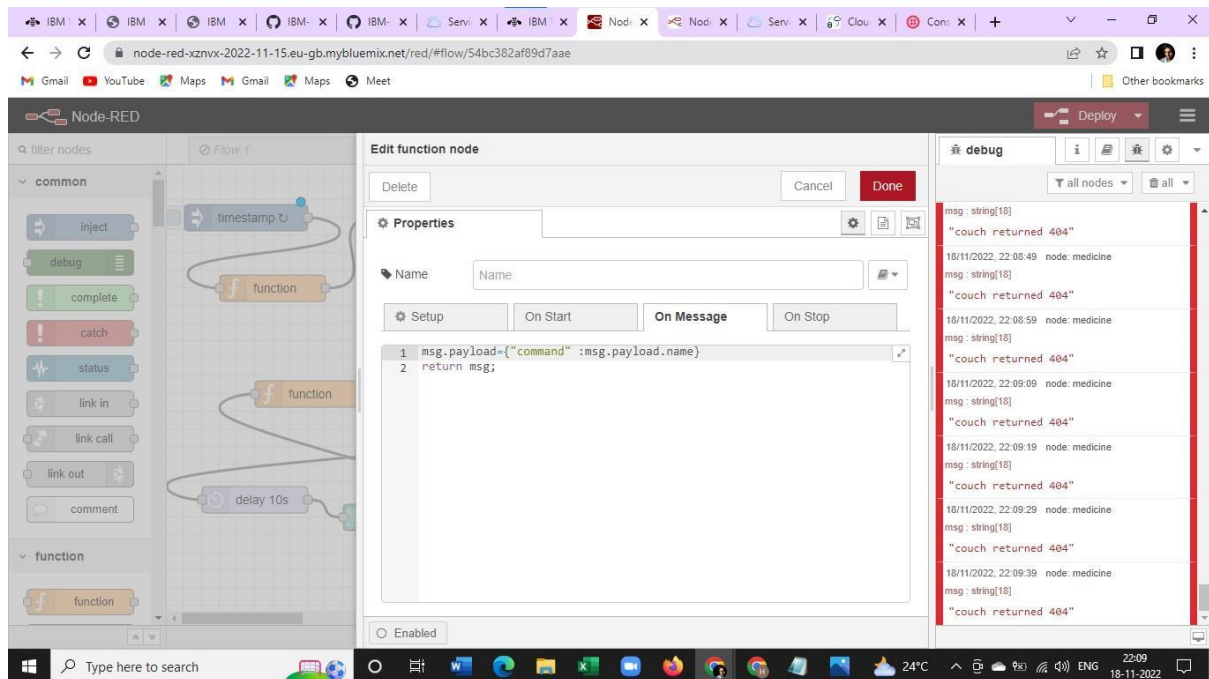 IBM IBM IBM IBM- IBM- Servi IBM Node Node Servi Clou Cons
node-red-xznvx-2022-11-15.eu-gb.mybluemix.net/red/#flow/54bc382af89d7aae
Gmail YouTube Maps Gmail Maps Meet Other bookmarks
Node-RED Deploy
filter nodes
Flow 1
common
inject
debug
complete
catch
status
link in
link call
link out
comment
function
function
timestamp ↻
function
function
delay 10s
Edit function node
Delete Cancel Done
Properties
Name Name
Setup On Start On Message On Stop
1 msg.payload={"command" :msg.payload.name}
2 return msg;
Enabled
debug
all nodes all
msg : string[18]
"couch returned 404"
18/11/2022, 22:08:49 node: medicine
msg : string[18]
"couch returned 404"
18/11/2022, 22:08:59 node: medicine
msg : string[18]
"couch returned 404"
18/11/2022, 22:09:09 node: medicine
msg : string[18]
"couch returned 404"
18/11/2022, 22:09:19 node: medicine
msg : string[18]
"couch returned 404"
18/11/2022, 22:09:29 node: medicine
msg : string[18]
"couch returned 404"
18/11/2022, 22:09:39 node: medicine
msg : string[18]
"couch returned 404"
Type here to search
24°C ENG 22:09
18-11-2022